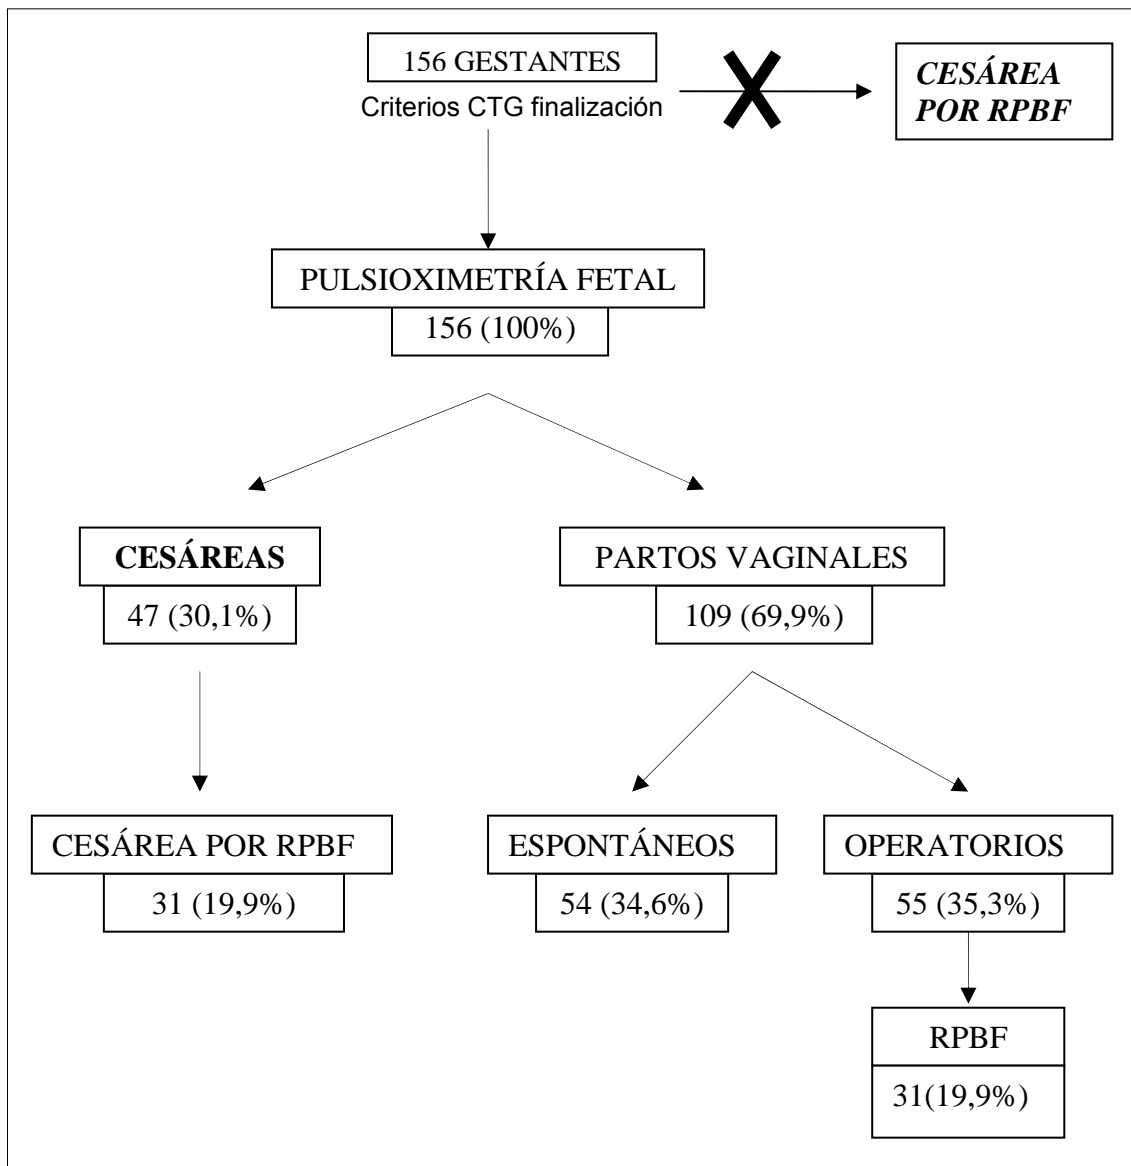 156 GESTANTES
Criterios CTG finalización
CESÁREA
POR RPBF
PULSIOXIMETRÍA FETAL
156 (100%)
CESÁREAS
47 (30,1%)
PARTOS VAGINALES
109 (69,9%)
CESÁREA POR RPBF
31 (19,9%)
ESPONTÁNEOS
54 (34,6%)
OPERATORIOS
55 (35,3%)
RPBF
31(19,9%)